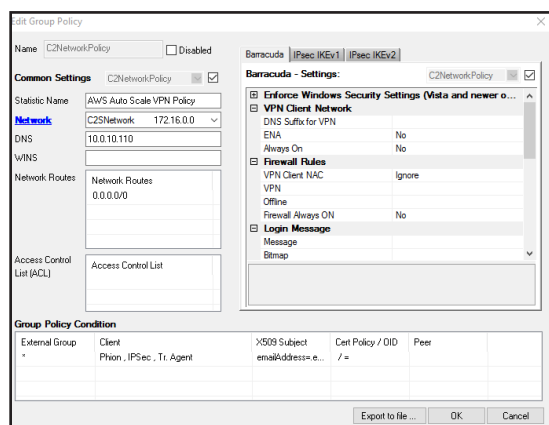 Edit Group Policy
Name C2NetworkPolicy Disabled
Common Settings C2NetworkPolicy
Statistic Name AWS Auto Scale VPN Policy
Network C2SNetwork 172.16.0.0
DNS 10.0.10.110
WINS
Network Routes Network Routes
0.0.0.0/0
Access Control List (ACL) Access Control List
Barracuda IPsec IKEv1 IPsec IKEv2
Barracuda - Settings: C2NetworkPolicy
Enforce Windows Security Settings (Vista and newer o...
VPN Client Network
DNS Suffix for VPN
ENA No
Always On No
Firewall Rules
VPN Client NAC Ignore
VPN
Offline
Firewall Always ON No
Login Message
Message
Bitmap
Group Policy Condition
External Group Client X509 Subject Cert Policy / OID Peer
* Phion , IPSec , Tr. Agent emailAddress=.e... / =
Export to file ... OK Cancel